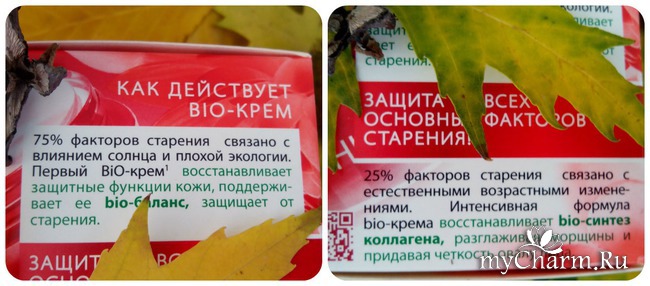 КАК ДЕЙСТВУЕТ
BIO-КРЕМ
75% факторов старения связано с
влиянием солнца и плохой экологии.
Первый BiO-крем¹ восстанавливает
защитные функции кожи, поддержи-
вает ее bio-баланс, защищает от
старения.
ЗАЩИТА
старения.
ЗАЩИТА ВСЕХ
ОСНОВНЫХ ФАКТОРОВ
СТАРЕНИЯ!
25% факторов старения связано с
естественными возрастными измене-
ниями. Интенсивная формула
bio-крема восстанавливает bio-синтез
коллагена, разглаживая морщины и
придавая четкость
myCharm.Ru